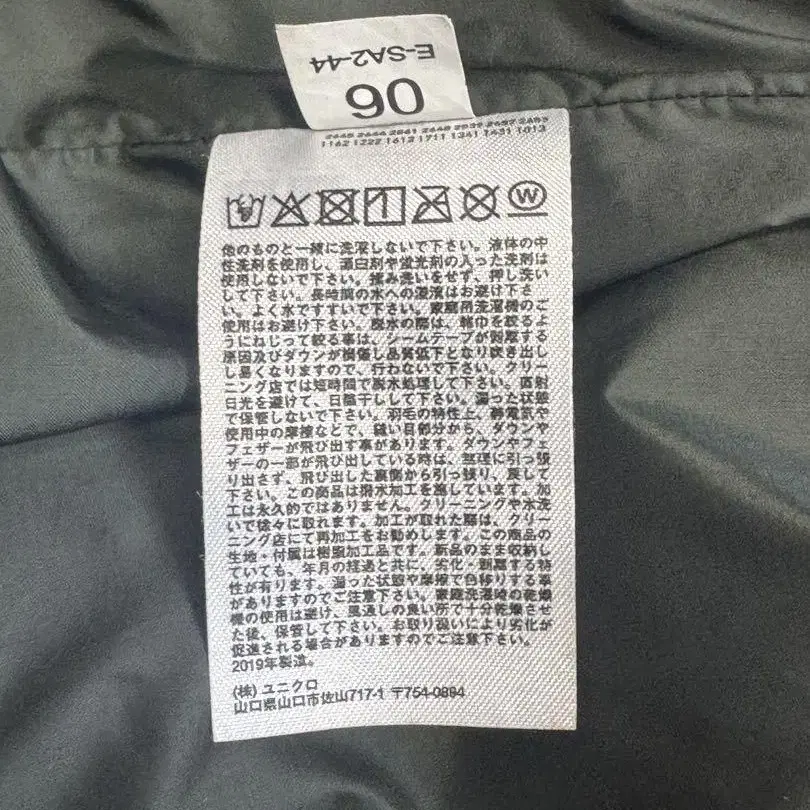 E-SA2-44
06
2445 2444 2841 2448 2539 2457 2485
1162 1222 1612 1711 1341 1431 1013
W
他のものと一緒に洗濯しないで下さい。液体の中
性洗剤を使用し、漂白剤や蛍光剤の入った洗剤は
使用しないで下さい。揉み洗いをせず、押し洗い
して下さい。長時間の水への浸漬はお避け下さ
い。よく水ですすいで下さい。家庭用洗濯機のご
使用はお避け下さい。脱水の際は、雑巾を絞るよ
うにねじって絞る事は、シームテープが剥離する
原因及びダウンが損傷し品質低下となり吹き出し
し易くなりますので、行わないで下さい。クリー
ニング店では短時間で脱水処理して下さい。直射
日光を避けて、日陰干しして下さい。濡った状態
で保管しないで下さい。羽毛の特性上、静電気や
使用中の摩擦などで、縫い目部分から、ダウンや
フェザーが飛び出す事があります。ダウンやフェ
ザーの一部が飛び出している時は、無理に引っ張
り出さず、飛び出した裏側から引っ張り、戻して
下さい。この商品は撥水加工を施しています。加
工は永久的ではありません。クリーニングや水洗
いで徐々に取れます。加工が取れた際は、クリー
ニング店にて再加工をお勧めします。この商品の
生地・付属は樹脂加工品です。新品のまま収納し
ていても、年月の経過と共に、劣化・剥離する特
性が有ります。濡った状態や摩擦で色移りする事
がありますのでご注意下さい。家庭洗濯時の乾燥
機の使用は避け、風通しの良い所で十分乾燥させ
た後、保管して下さい。お取り扱いにより劣化が
促進される場合がありますのでご注意下さい。
2019年製造。
(株) ユニクロ
山口県山口市佐山717-1 〒754-0894